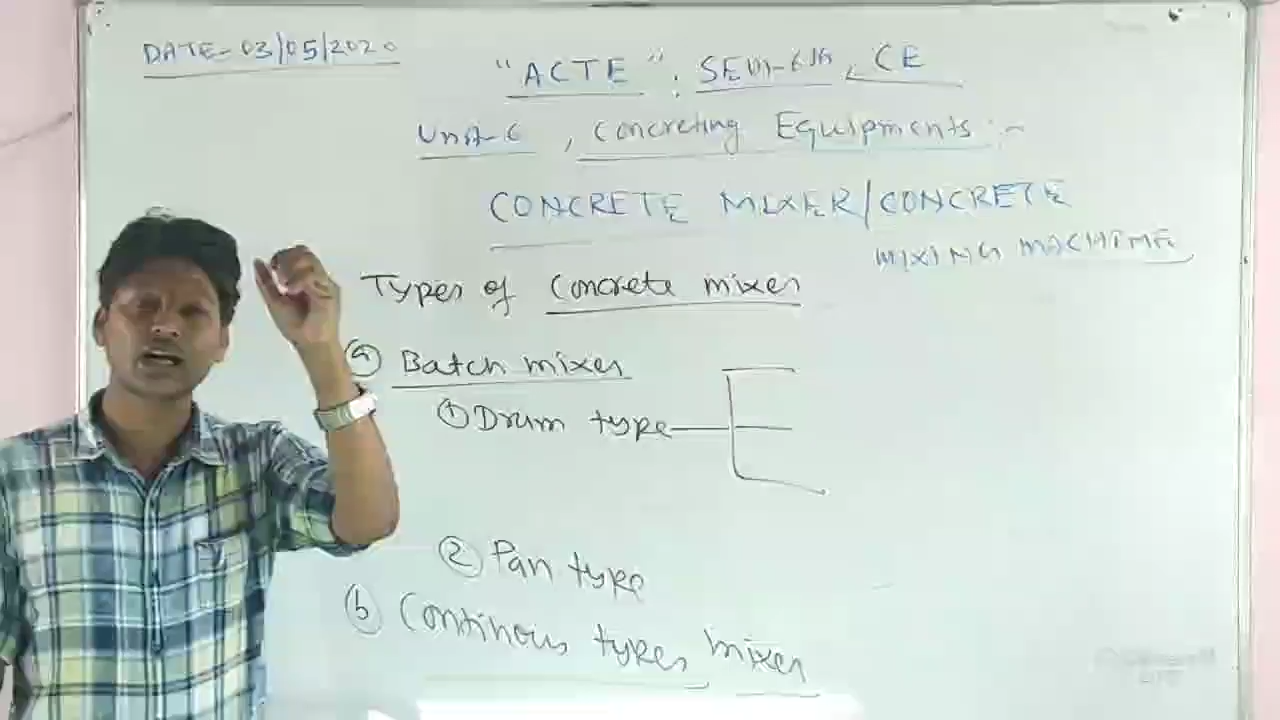 DATE-03/05/2020
"ACTE", SEM-6th, CE
Unit-6, Concreting Equipments :-
CONCRETE MIXER/CONCRETE
MIXING MACHINE
Types of Concrete mixer
(a) Batch mixer
(1) Drum type
(2) Pan type
(b) Continous types mixer